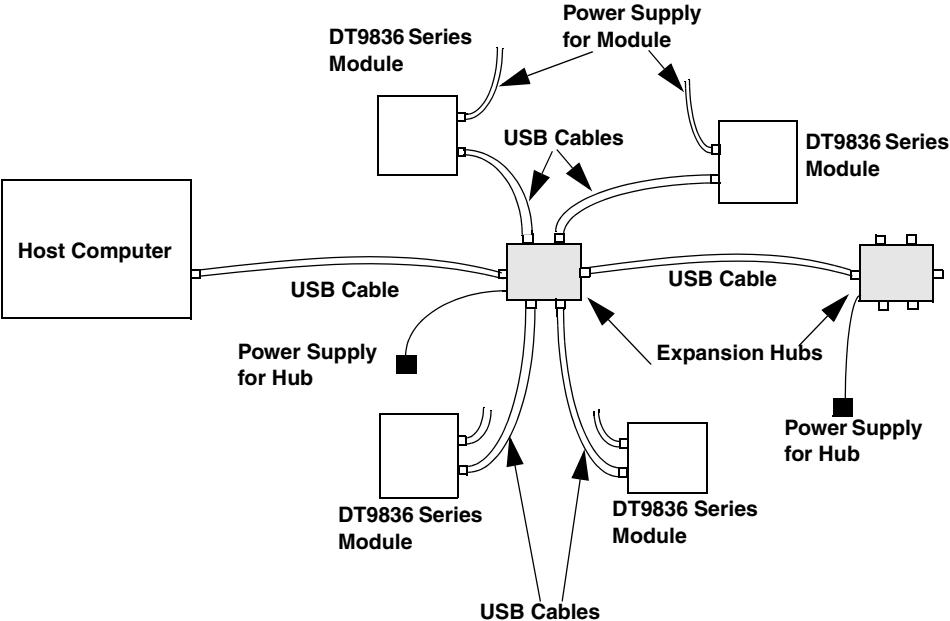 Power Supply
for Module
DT9836 Series
Module
USB Cables
DT9836 Series
Module
Host Computer
USB Cable
USB Cable
Power Supply
for Hub
Expansion Hubs
Power Supply
for Hub
DT9836 Series
Module
DT9836 Series
Module
USB Cables